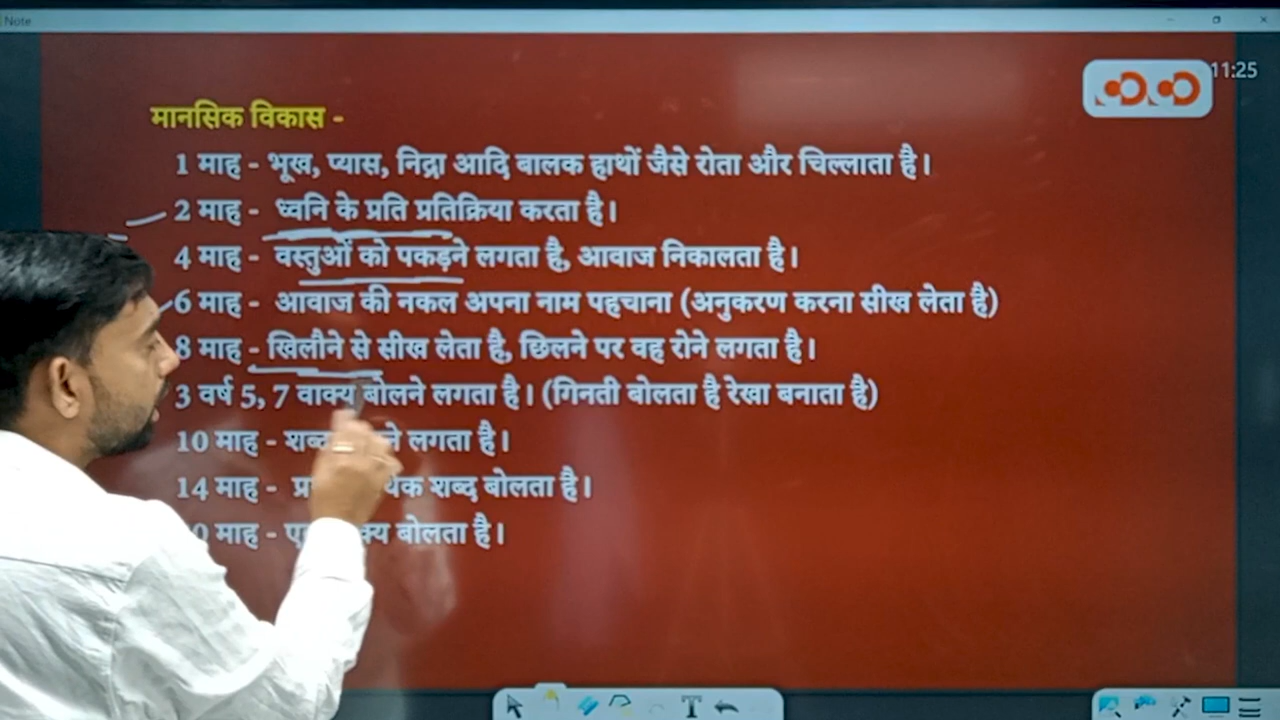 Note
11:25
मानसिक विकास -
1 माह - भूख, प्यास, निद्रा आदि बालक हाथों जैसे रोता और चिल्लाता है।
2 माह - ध्वनि के प्रति प्रतिक्रिया करता है।
4 माह - वस्तुओं को पकड़ने लगता है, आवाज निकालता है।
6 माह - आवाज की नकल अपना नाम पहचाना (अनुकरण करना सीख लेता है)
8 माह - खिलौने से सीख लेता है, छिलने पर वह रोने लगता है।
3 वर्ष 5, 7 वाक्य बोलने लगता है। (गिनती बोलता है रेखा बनाता है)
10 माह - लगता है।
14 माह - शब्द बोलता है।
माह - बोलता है।